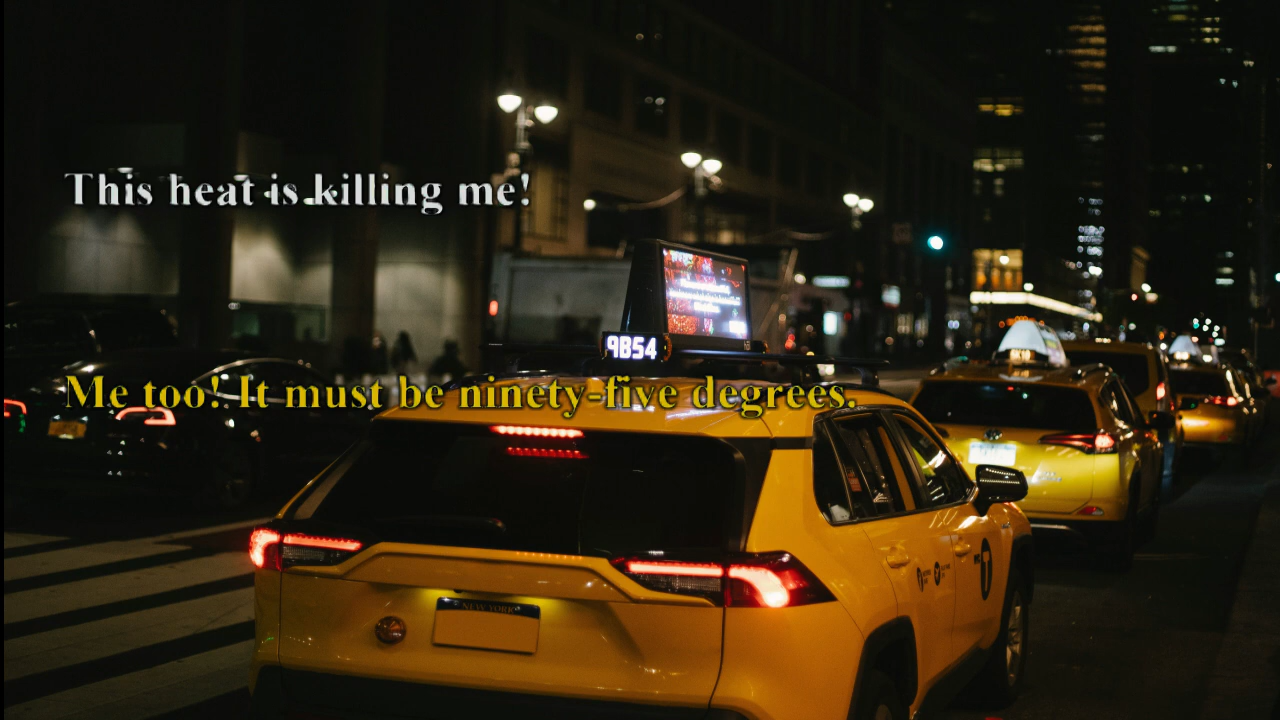 This heat is killing me!
9B54
Me too! It must be ninety-five degrees.
NEW YORK